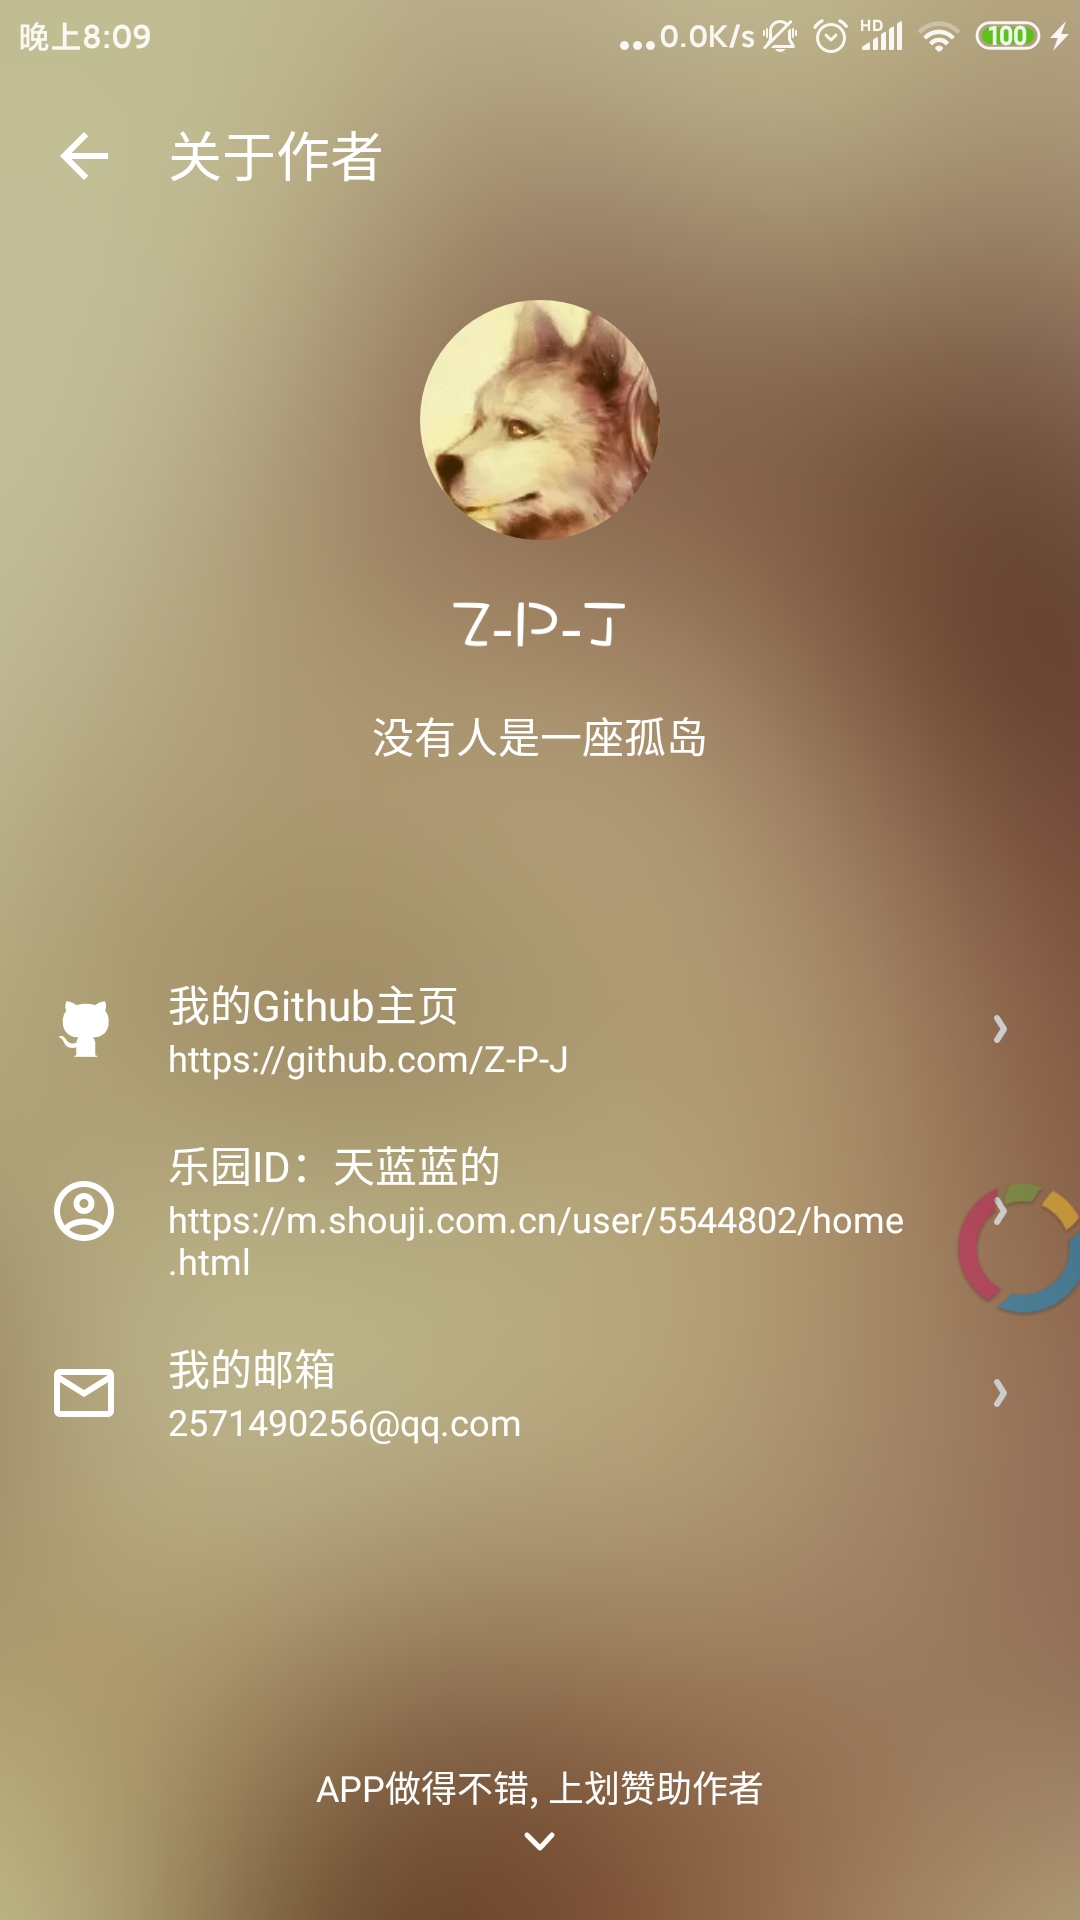 晚上8:09
...0.0K/s
HD
100
关于作者
Z-P-J
没有人是一座孤岛
我的Github主页
https://github.com/Z-P-J
乐园ID：天蓝蓝的
https://m.shouji.com.cn/user/5544802/home
.html
我的邮箱
2571490256@qq.com
APP做得不错, 上划赞助作者